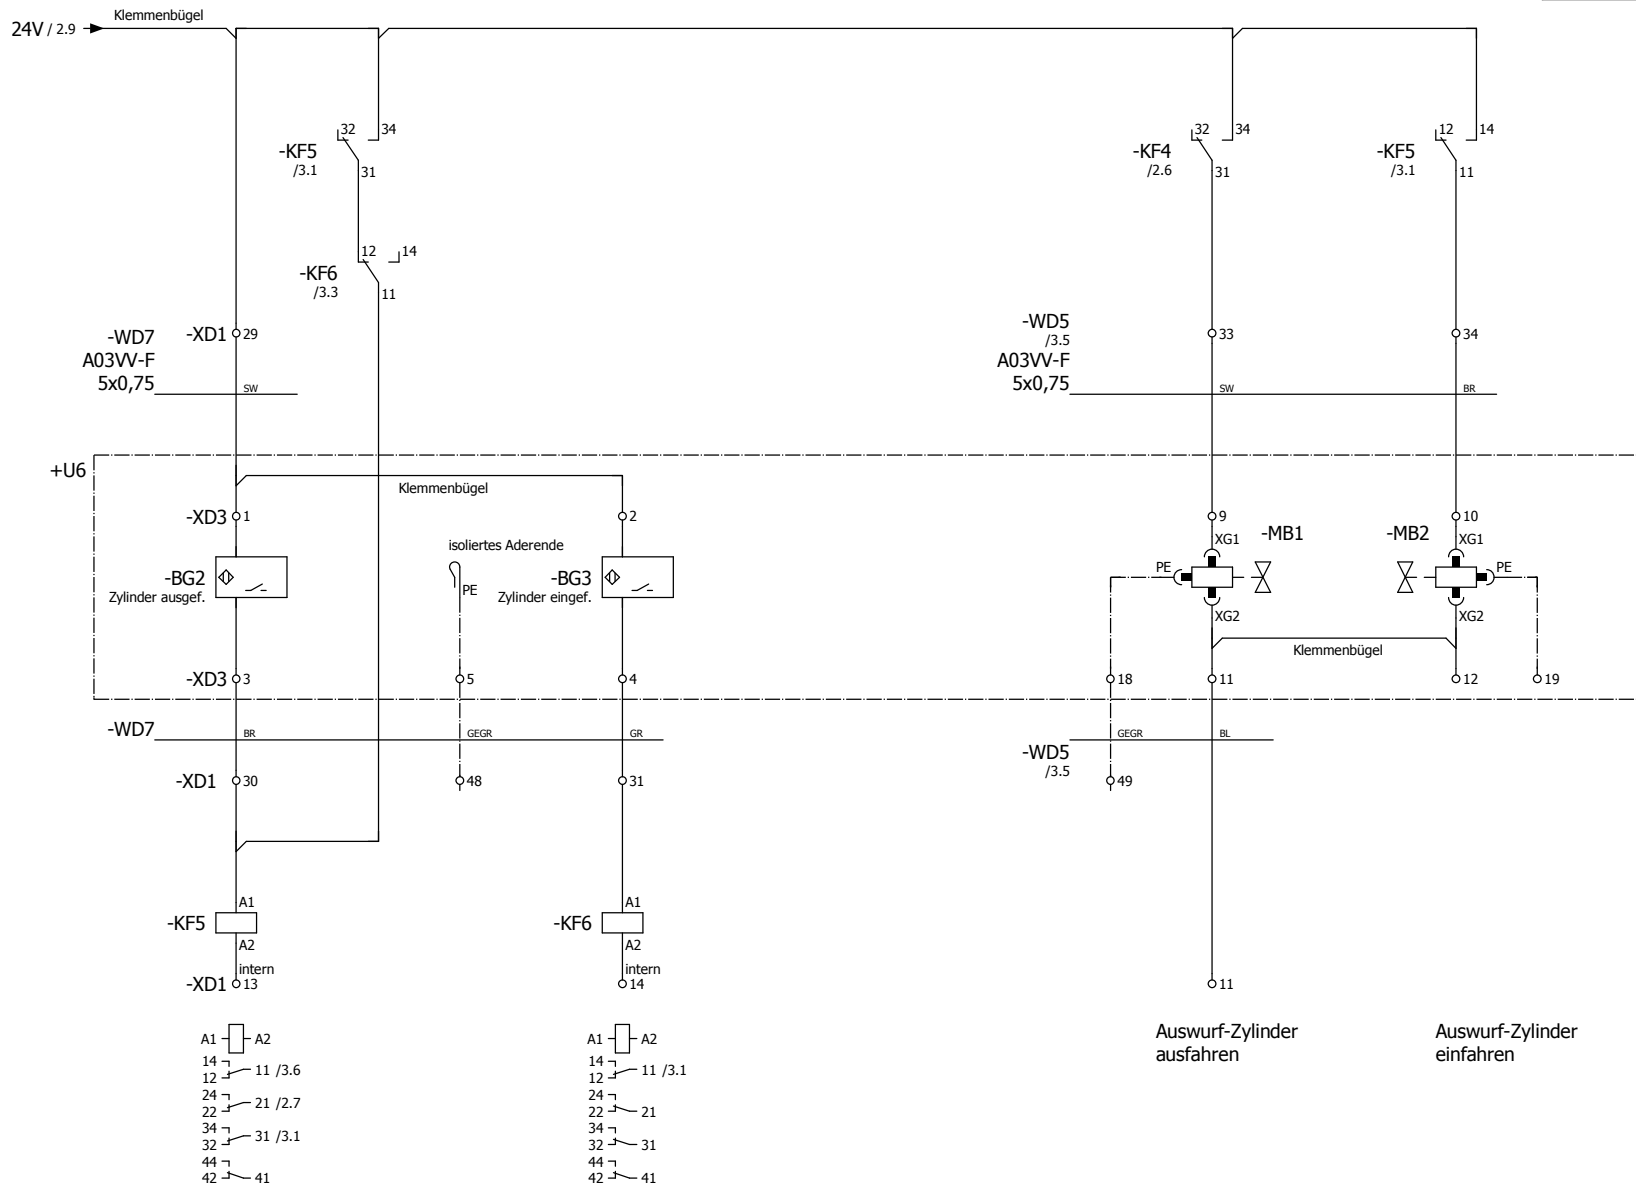 Klemmenbügel
24V / 2.9
32 34
-KF5
/3.1
31
12 14
-KF6
/3.3
11
32 34
-KF4
/2.6
31
12 14
-KF5
/3.1
11
-WD7
A03VV-F
5x0,75
-XD1 29
SW
-WD5
/3.5
A03VV-F
5x0,75
33
34
SW
BR
+U6
Klemmenbügel
-XD3 1
2
9
10
isoliertes Aderende
PE
-BG2
Zylinder ausgef.
-BG3
Zylinder eingef.
XG1
-MB1
PE
XG2
-MB2
XG1
PE
XG2
Klemmenbügel
-XD3 3
5
4
18
11
12
19
-WD7
BR
GEGR
GR
-WD5
/3.5
GEGR
BL
-XD1 30
48
31
49
A1
-KF5
A2
intern
-XD1 13
A1
-KF6
A2
intern
14
11
A1 A2
14
12
11 /3.6
24
22
21 /2.7
34
32
31 /3.1
44
42
41
A1 A2
14
12
11 /3.1
24
22
21
34
32
31
44
42
41
Auswurf-Zylinder
ausfahren
Auswurf-Zylinder
einfahren